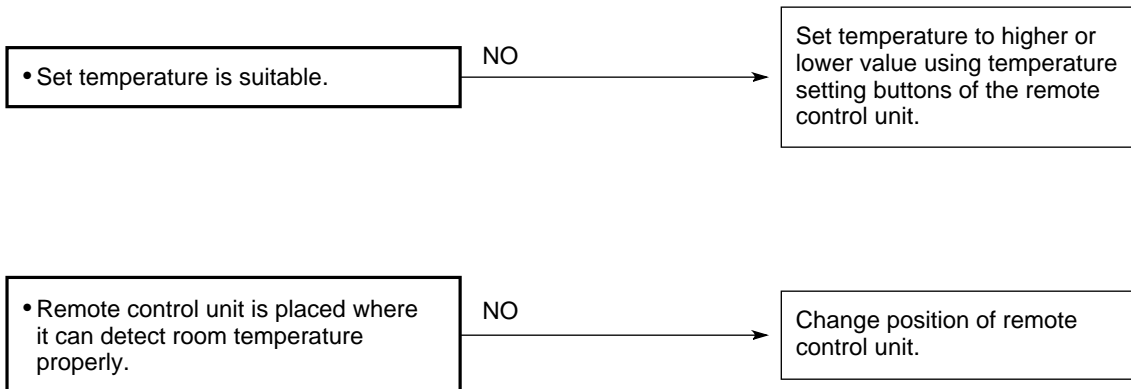 • Set temperature is suitable.
NO
Set temperature to higher or
lower value using temperature
setting buttons of the remote
control unit.
• Remote control unit is placed where
it can detect room temperature
properly.
NO
Change position of remote
control unit.